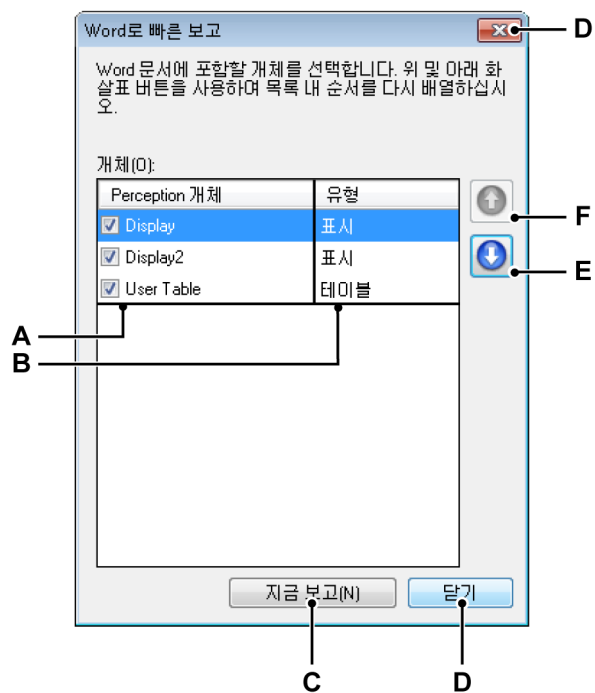 Word로 빠른 보고
D
Word 문서에 포함할 개체를 선택합니다. 위 및 아래 화
살표 버튼을 사용하여 목록 내 순서를 다시 배열하십시
오.
개체(O):
Perception 개체 유형
F
Display 표시
Display2 표시
E
User Table 테이블
A
B
지금 보고(N) 닫기
C D